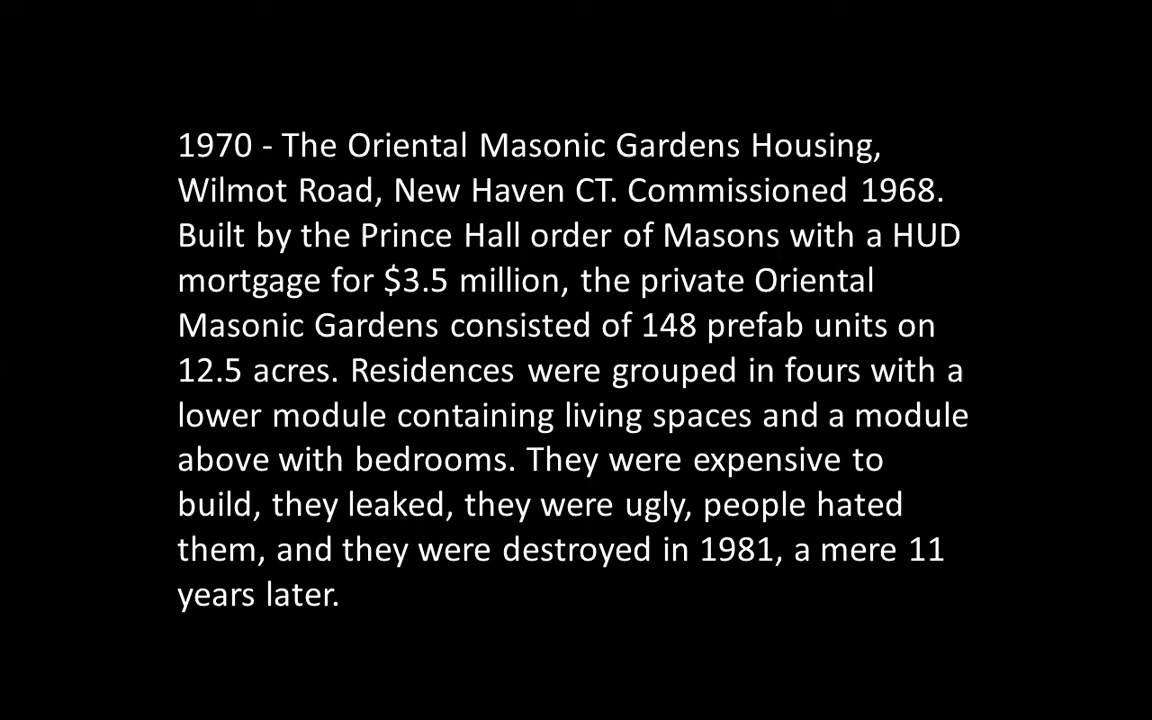 1970 - The Oriental Masonic Gardens Housing,
Wilmot Road, New Haven CT. Commissioned 1968.
Built by the Prince Hall order of Masons with a HUD
mortgage for $3.5 million, the private Oriental
Masonic Gardens consisted of 148 prefab units on
12.5 acres. Residences were grouped in fours with a
lower module containing living spaces and a module
above with bedrooms. They were expensive to
build, they leaked, they were ugly, people hated
them, and they were destroyed in 1981, a mere 11
years later.